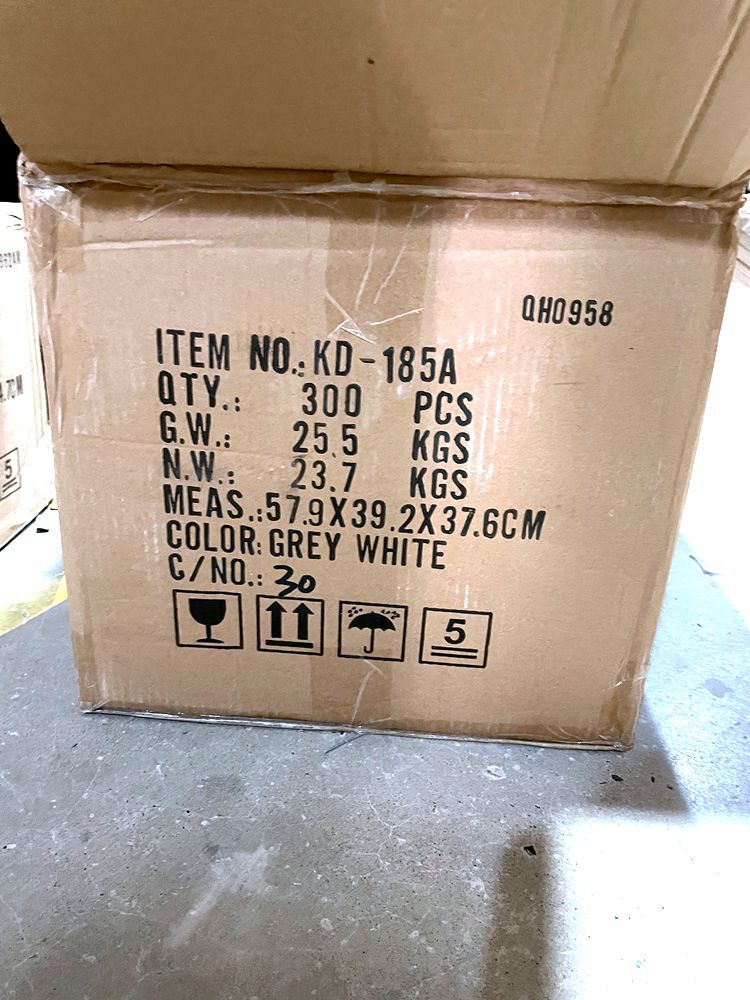 QH0958
ITEM NO.: KD-185A
QTY.: 300 PCS
G.W.: 25.5 KGS
N.W.: 23.7 KGS
MEAS.:57.9X39.2X37.6CM
COLOR: GREY WHITE
C/NO.: 30
5
5